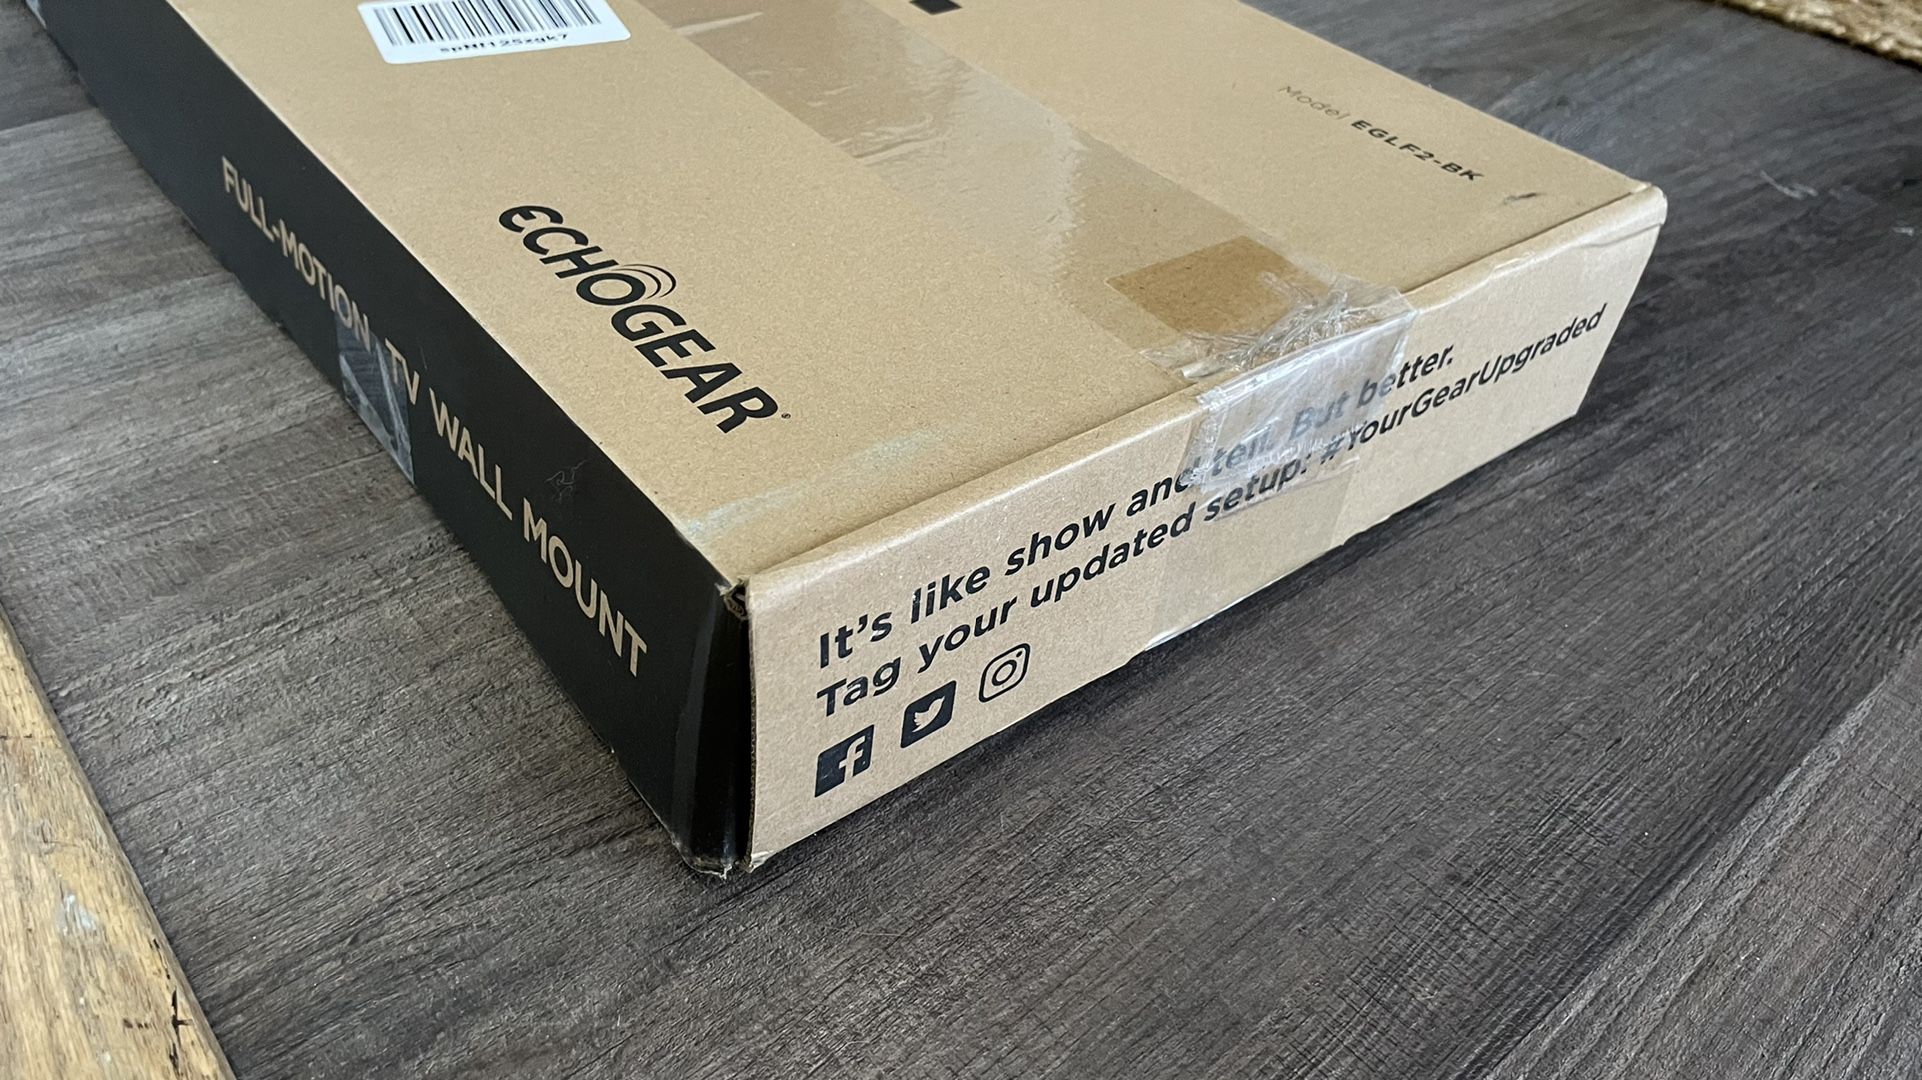 spNf125zgk7
Model EGLF2-BK
ECHOGEAR®
FULL-MOTION TV WALL MOUNT
It's like show and tell. But better.
Tag your updated setup: #YourGearUpgraded